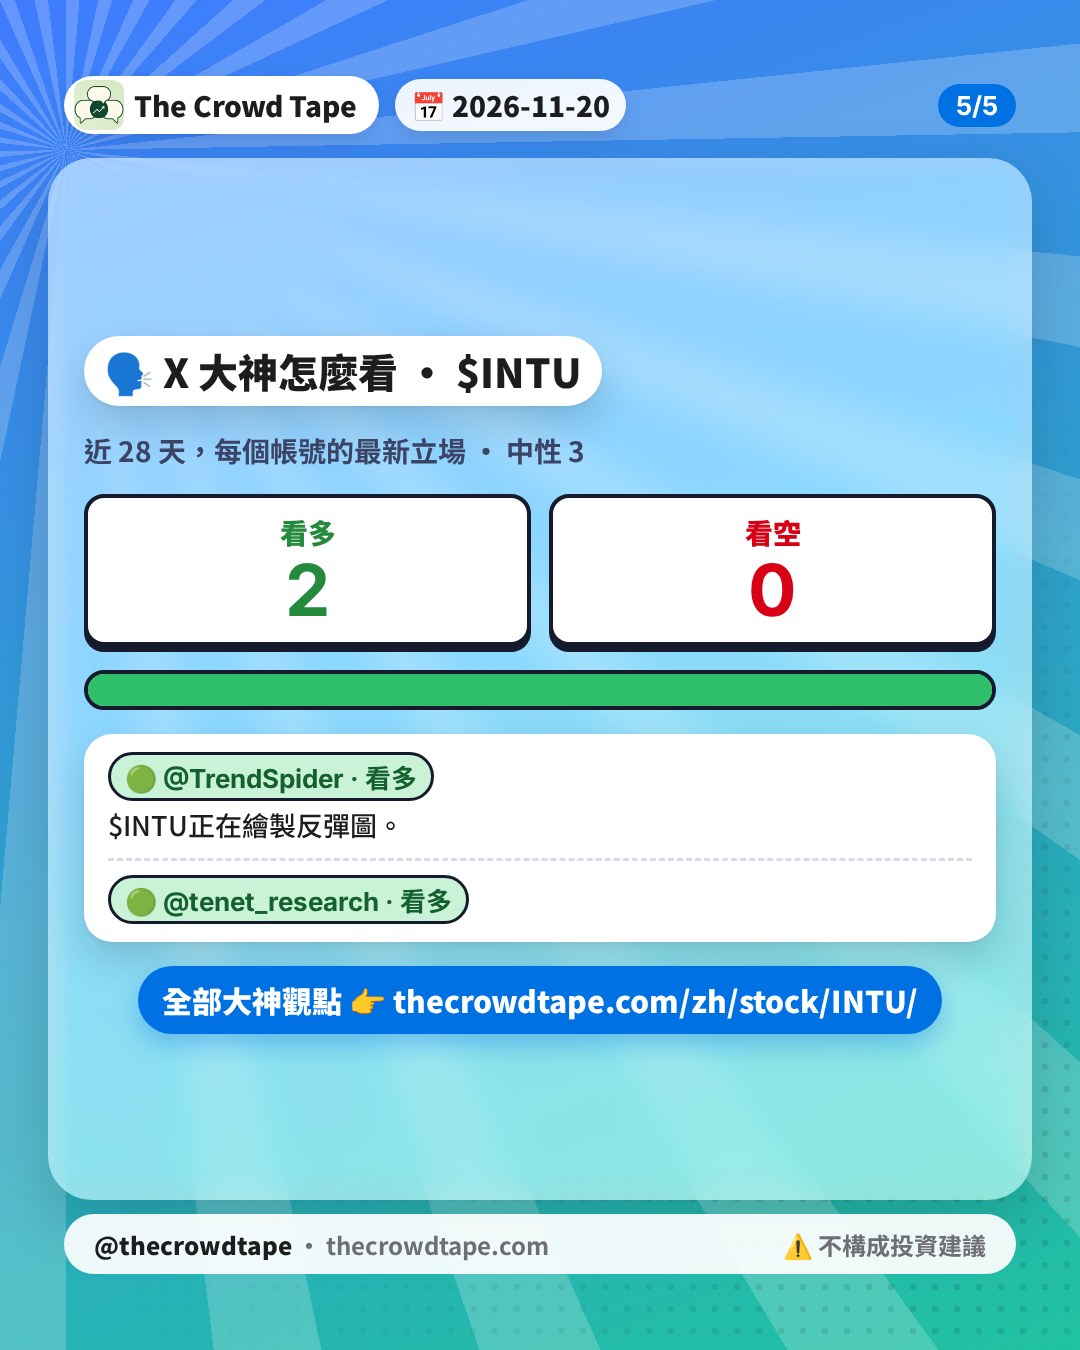 The Crowd Tape
📅 2026-11-20
5/5
🗣️ X 大神怎麼看 · $INTU
近 28 天，每個帳號的最新立場 · 中性 3
看多
2
看空
0
🟢 @TrendSpider · 看多
$INTU正在繪製反彈圖。
🟢 @tenet_research · 看多
全部大神觀點 👉 thecrowdtape.com/zh/stock/INTU/
@thecrowdtape · thecrowdtape.com
⚠️ 不構成投資建議